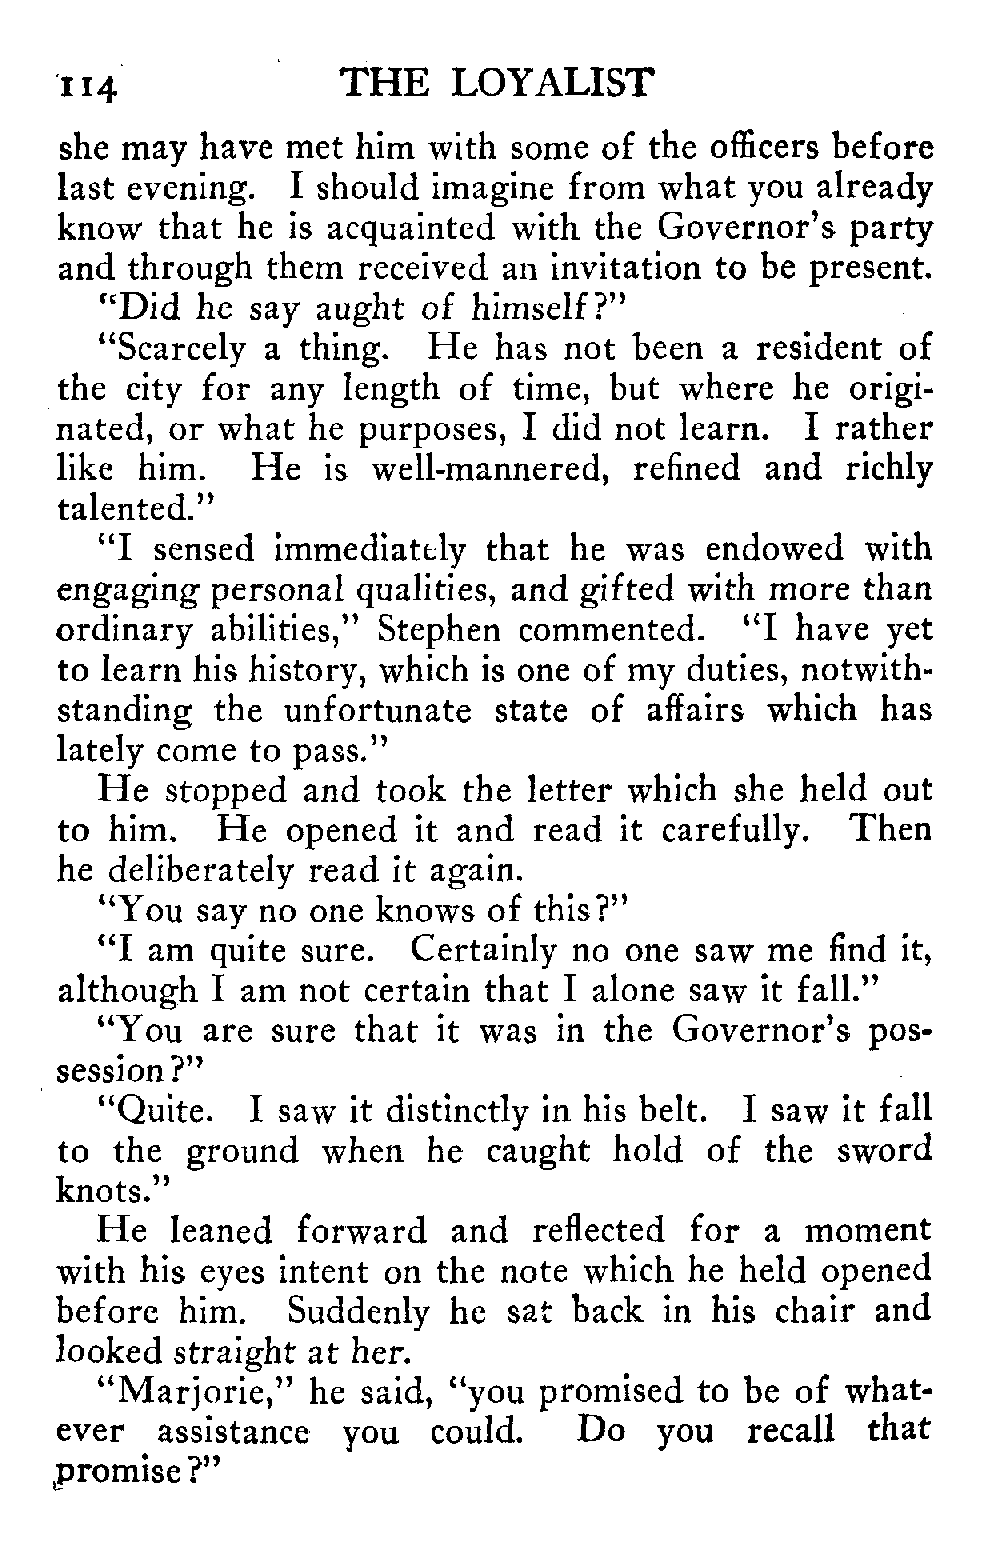 114 THE LOYALIST
she may have met him with some of the officers before
last evening. I should imagine from what you already
know that he is acquainted with the Governor's party
and through them received an invitation to be present.
"Did he say aught of himself?"
"Scarcely a thing. He has not been a resident of
the city for any length of time, but where he origi-
nated, or what he purposes, I did not learn. I rather
like him. He is well-mannered, refined and richly
talented."
"I sensed immediately that he was endowed with
engaging personal qualities, and gifted with more than
ordinary abilities," Stephen commented. "I have yet
to learn his history, which is one of my duties, notwith-
standing the unfortunate state of affairs which has
lately come to pass."
He stopped and took the letter which she held out
to him. He opened it and read it carefully. Then
he deliberately read it again.
"You say no one knows of this?"
"I am quite sure. Certainly no one saw me find it,
although I am not certain that I alone saw it fall."
"You are sure that it was in the Governor's pos-
session?"
"Quite. I saw it distinctly in his belt. I saw it fall
to the ground when he caught hold of the sword
knots."
He leaned forward and reflected for a moment
with his eyes intent on the note which he held opened
before him. Suddenly he sat back in his chair and
looked straight at her.
"Marjorie," he said, "you promised to be of what-
ever assistance you could. Do you recall that
promise?"